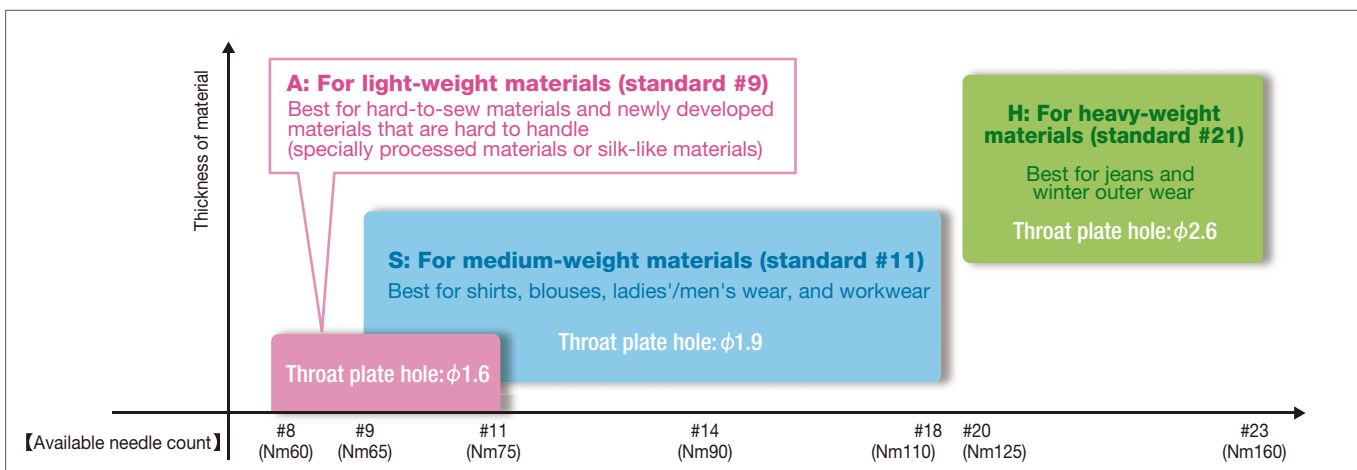 Thickness of material
A: For light-weight materials (standard #9)
Best for hard-to-sew materials and newly developed
materials that are hard to handle
(specially processed materials or silk-like materials)
H: For heavy-weight
materials (standard #21)
Best for jeans and
winter outer wear
Throat plate hole:φ2.6
S: For medium-weight materials (standard #11)
Best for shirts, blouses, ladies'/men's wear, and workwear
Throat plate hole:φ1.9
Throat plate hole:φ1.6
【Available needle count】
#8 #9 #11 #14 #18 #20 #23
(Nm60) (Nm65) (Nm75) (Nm90) (Nm110) (Nm125) (Nm160)